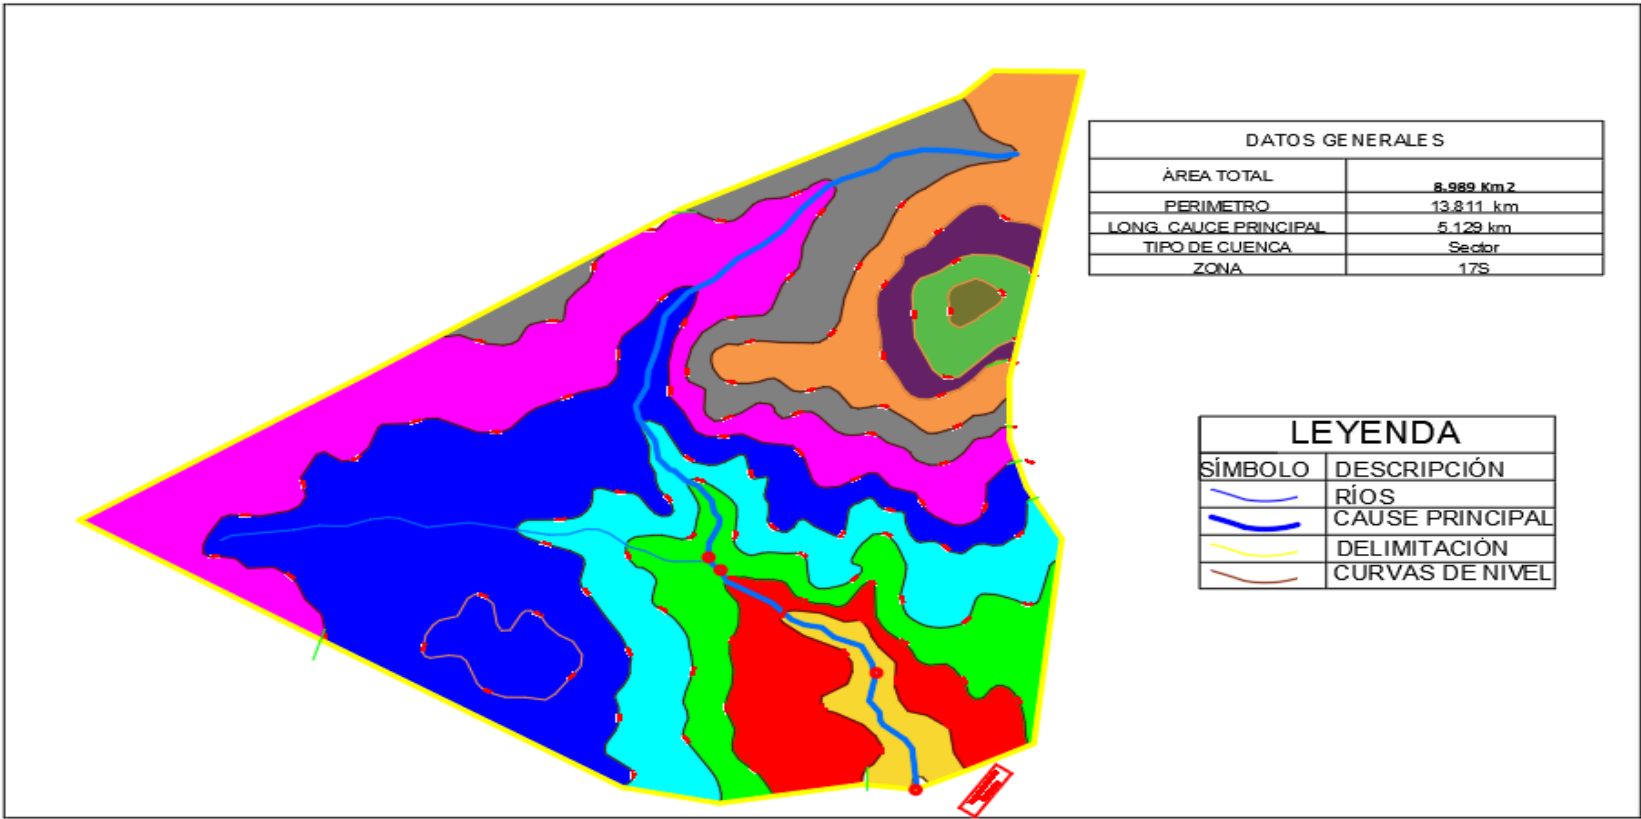 DATOS GENERALES
ÀREA TOTAL 8.989 Km2
PERIMETRO 13.811 km
LONG. CAUCE PRINCIPAL 5.129 km
TIPO DE CUENCA Sector
ZONA 17S
LEYENDA
SÍMBOLO DESCRIPCIÓN
RÍOS
CAUSE PRINCIPAL
DELIMITACIÓN
CURVAS DE NIVEL